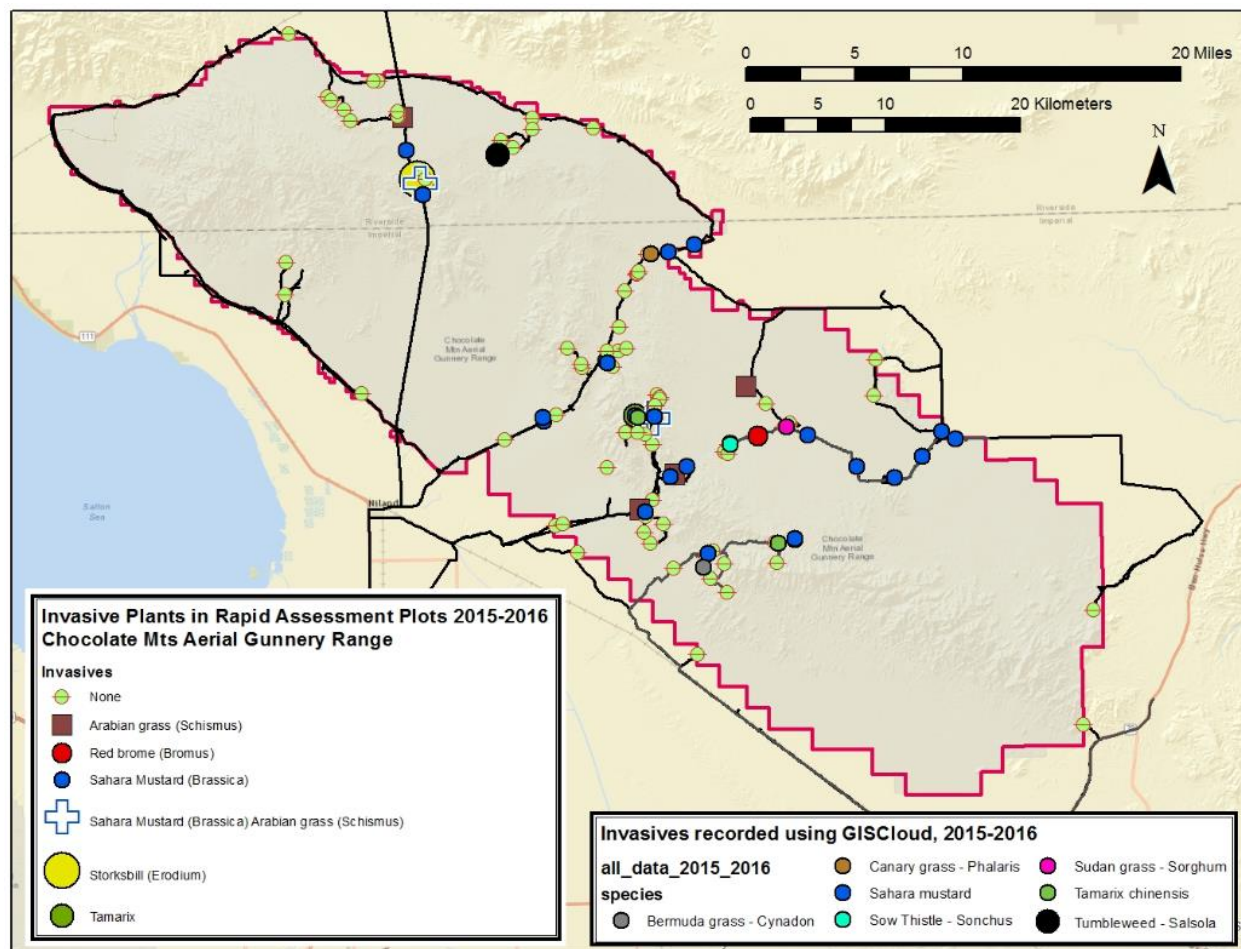 0 5 10 20 Miles
0 5 10 20 Kilometers
N
Riverside
Imperial
Riverside
Imperial
111
Chocolate
Mtn Aerial
Gunnery Range
Niland
Salton
Sea
Chocolate
Mtn Aerial
Gunnery Range
Invasive Plants in Rapid Assessment Plots 2015-2016
Chocolate Mts Aerial Gunnery Range
Invasives
None
Arabian grass (Schismus)
Red brome (Bromus)
Sahara Mustard (Brassica)
Sahara Mustard (Brassica) Arabian grass (Schismus)
Storksbill (Erodium)
Tamarix
Invasives recorded using GISCloud, 2015-2016
all_data_2015_2016
species
Bermuda grass - Cynadon
Canary grass - Phalaris
Sahara mustard
Sow Thistle - Sonchus
Sudan grass - Sorghum
Tamarix chinensis
Tumbleweed - Salsola